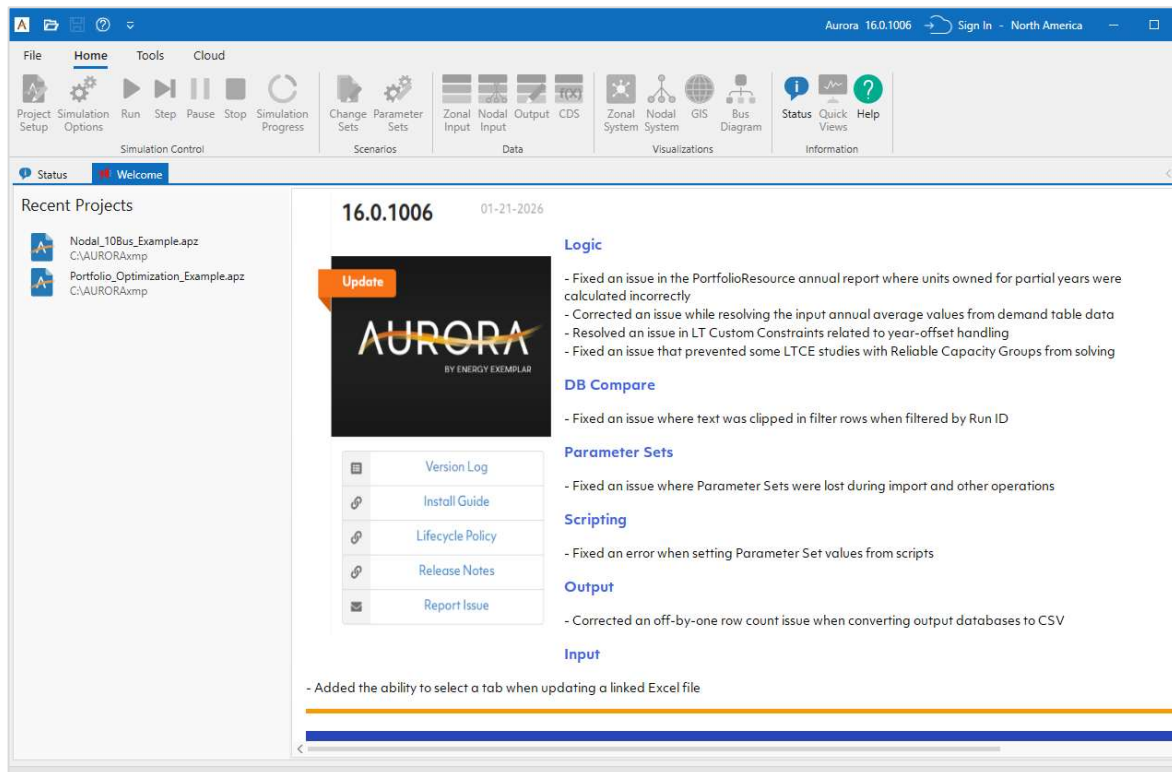 Aurora 16.0.1006 Sign In - North America
File Home Tools Cloud
Project Setup
Simulation Options
Run
Step
Pause
Stop
Simulation Progress
Simulation Control
Change Sets
Parameter Sets
Scenarios
Zonal Input
Nodal Input
Output
f(x)
CDS
Data
Zonal System
Nodal System
GIS
Bus Diagram
Visualizations
Status
Quick Views
Help
Information
Status
Welcome
Recent Projects
Nodal_10Bus_Example.apz
C:\AURORAxmp
Portfolio_Optimization_Example.apz
C:\AURORAxmp
16.0.1006 01-21-2026
Update
AURORA
BY ENERGY EXEMPLAR
Version Log
Install Guide
Lifecycle Policy
Release Notes
Report Issue
Logic
- Fixed an issue in the PortfolioResource annual report where units owned for partial years were
calculated incorrectly
- Corrected an issue while resolving the input annual average values from demand table data
- Resolved an issue in LT Custom Constraints related to year-offset handling
- Fixed an issue that prevented some LTCE studies with Reliable Capacity Groups from solving
DB Compare
- Fixed an issue where text was clipped in filter rows when filtered by Run ID
Parameter Sets
- Fixed an issue where Parameter Sets were lost during import and other operations
Scripting
- Fixed an error when setting Parameter Set values from scripts
Output
- Corrected an off-by-one row count issue when converting output databases to CSV
Input
- Added the ability to select a tab when updating a linked Excel file